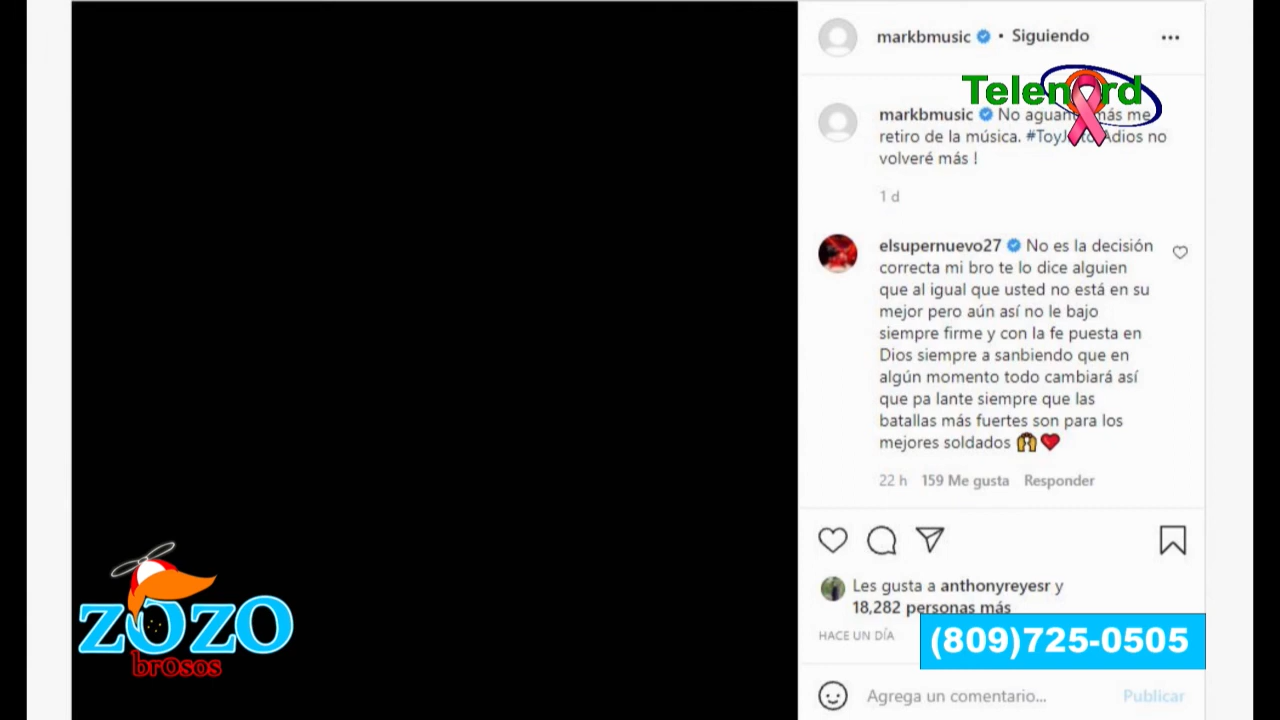 markbmusic • Siguiendo
Telenord
markbmusic No aguanto más me
retiro de la música. Adios no
volveré más !
1 d
elsupernuevo27 No es la decisión
correcta mi bro te lo dice alguien
que al igual que usted no está en su
mejor pero aún así no le bajo
siempre firme y con la fe puesta en
Dios siempre a sanbiendo que en
algún momento todo cambiará así
que pa lante siempre que las
batallas más fuertes son para los
mejores soldados
22 h 159 Me gusta Responder
Les gusta a anthonyreyesr y
18,282 personas más
HACE UN DÍA
(809)725-0505
Agrega un comentario... Publicar
zOzO
brOsos